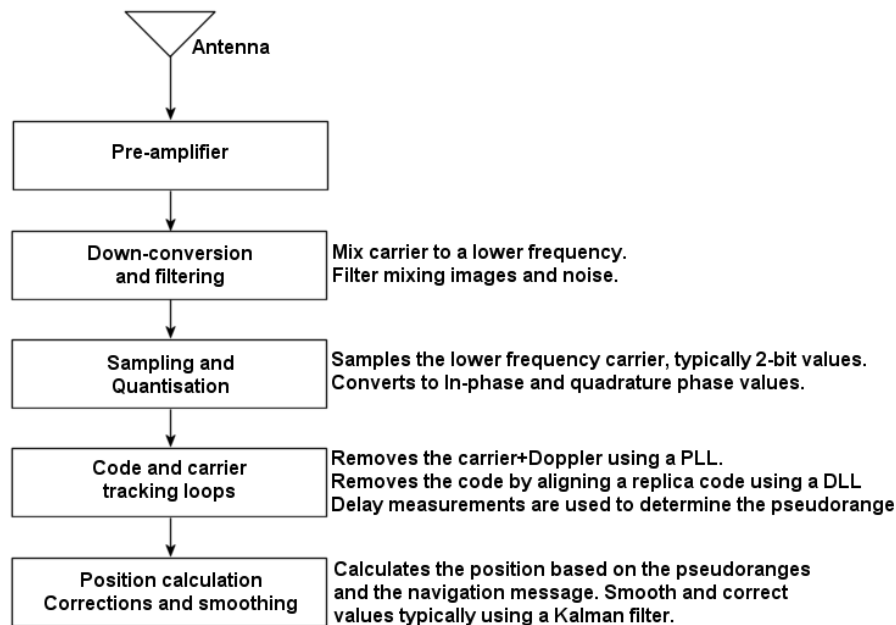 Antenna
Pre-amplifier
Down-conversion
and filtering
Mix carrier to a lower frequency.
Filter mixing images and noise.
Sampling and
Quantisation
Samples the lower frequency carrier, typically 2-bit values.
Converts to In-phase and quadrature phase values.
Code and carrier
tracking loops
Removes the carrier+Doppler using a PLL.
Removes the code by aligning a replica code using a DLL
Delay measurements are used to determine the pseudorange
Position calculation
Corrections and smoothing
Calculates the position based on the pseudoranges
and the navigation message. Smooth and correct
values typically using a Kalman filter.